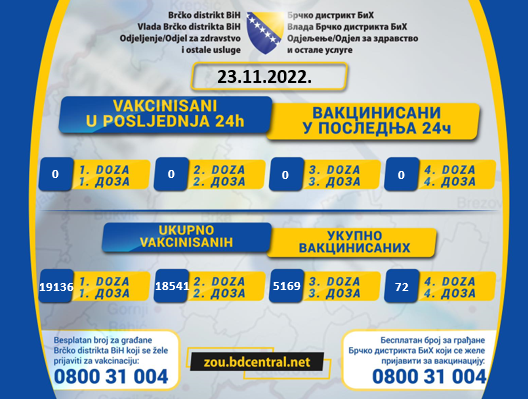 Brčko distrikt BiH
Vlada Brčko distrikta BiH
Odjeljenje/Odjel za zdravstvo
i ostale usluge
Брчко дистрикт БиХ
Влада Брчко дистрикта БиХ
Одјељење/Одјел за здравство
и остале услуге
23.11.2022.
VAKCINISANI
U POSLJEDNJA 24h
ВАКЦИНИСАНИ
У ПОСЛЕДЊА 24ч
0
1. DOZA
1. ДОЗА
0
2. DOZA
2. ДОЗА
0
3. DOZA
3. ДОЗА
0
4. DOZA
4. ДОЗА
UKUPNO
VAKCINISANIH
УКУПНО
ВАКЦИНИСАНИХ
19136
1. DOZA
1. ДОЗА
18541
2. DOZA
2. ДОЗА
5169
3. DOZA
3. ДОЗА
72
4. DOZA
4. ДОЗА
Besplatan broj za građane
Brčko distrikta BiH koji se žele
prijaviti za vakcinaciju:
0800 31 004
zou.bdcentral.net
Бесплатан број за грађане
Брчко дистрикта БиХ који се желе
пријавити за вакцинацију:
0800 31 004